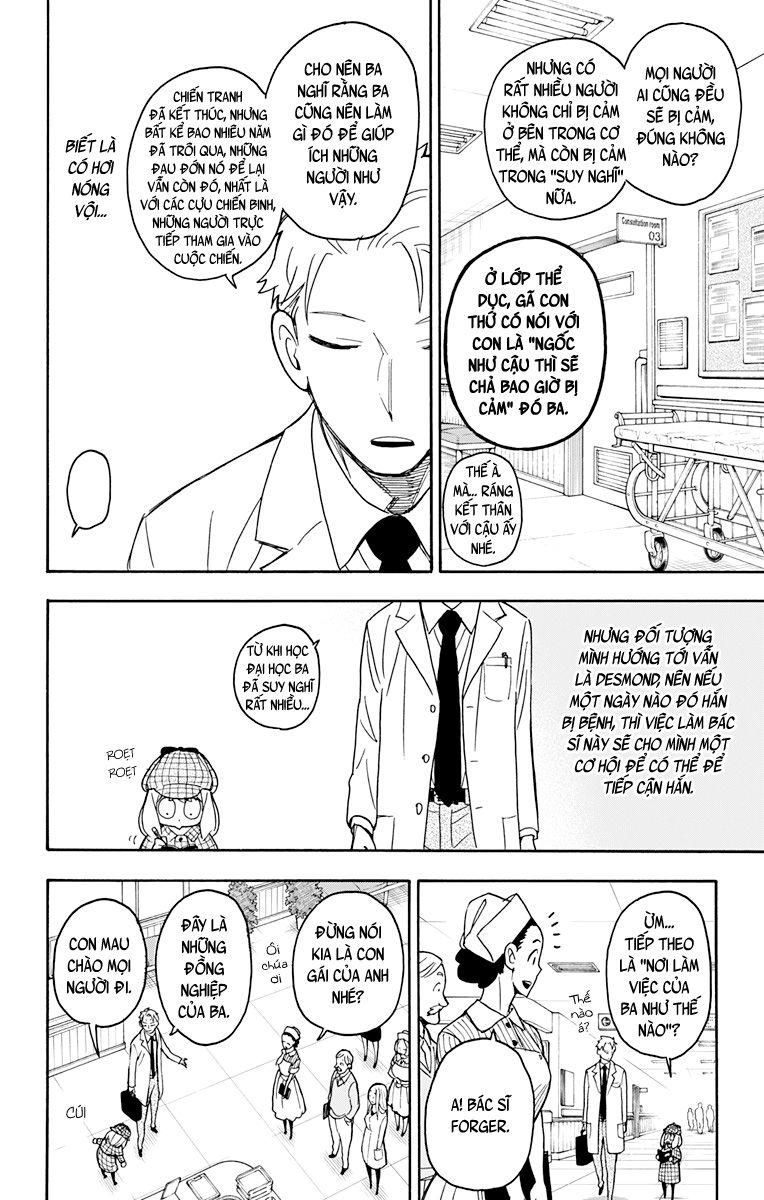 MỌI NGƯỜI
AI CŨNG ĐỀU
SẼ BỊ CẢM,
ĐÚNG KHÔNG
NÀO?
NHƯNG CÓ
RẤT NHIỀU NGƯỜI
KHÔNG CHỈ BỊ CẢM
Ở BÊN TRONG CƠ
THỂ, MÀ CÒN BỊ CẢM
TRONG "SUY NGHĨ"
NỮA.
Consultation room
03
Ở LỚP THỂ
DỤC, GÃ CON
THỨ CÓ NÓI VỚI
CON LÀ "NGỐC
NHƯ CẬU THÌ SẼ
CHẢ BAO GIỜ BỊ
CẢM" ĐÓ BA.
THẾ À.
MÀ... RÁNG
KẾT THÂN
VỚI CẬU ẤY
NHÉ.
CHO NÊN BA
NGHĨ RẰNG BA
CŨNG NÊN LÀM
GÌ ĐÓ ĐỂ GIÚP
ÍCH NHỮNG
NGƯỜI NHƯ
VẬY.
CHIẾN TRANH
ĐÃ KẾT THÚC, NHƯNG
BẤT KỂ BAO NHIÊU NĂM
ĐÃ TRÔI QUA, NHỮNG
ĐAU ĐỚN NÓ ĐỂ LẠI
VẪN CÒN ĐÓ, NHẤT LÀ
VỚI CÁC CỰU CHIẾN BINH,
NHỮNG NGƯỜI TRỰC
TIẾP THAM GIA VÀO
CUỘC CHIẾN.
BIẾT LÀ
CÓ HƠI
NÓNG
VỘI...
NHƯNG ĐỐI TƯỢNG
MÌNH HƯỚNG TỚI VẪN
LÀ DESMOND, NÊN NẾU
MỘT NGÀY NÀO ĐÓ HẮN
BỊ BỆNH, THÌ VIỆC LÀM BÁC
SĨ NÀY SẼ CHO MÌNH MỘT
CƠ HỘI ĐỂ CÓ THỂ ĐỂ
TIẾP CẬN HẮN.
TỪ KHI HỌC
ĐẠI HỌC BA
ĐÃ SUY NGHĨ
RẤT NHIỀU...
ROẸT
ROẸT
ỪM...
TIẾP THEO
LÀ "NƠI LÀM
VIỆC CỦA
BA NHƯ THẾ
NÀO"?
Thế
nào
á?
A! BÁC SĨ
FORGER.
ĐỪNG NÓI
KIA LÀ CON
GÁI CỦA ANH
NHÉ?
Ôi
chúa
ơi
ĐÂY LÀ
NHỮNG
ĐỒNG
NGHIỆP
CỦA BA.
CON MAU
CHÀO MỌI
NGƯỜI ĐI.
CÚI